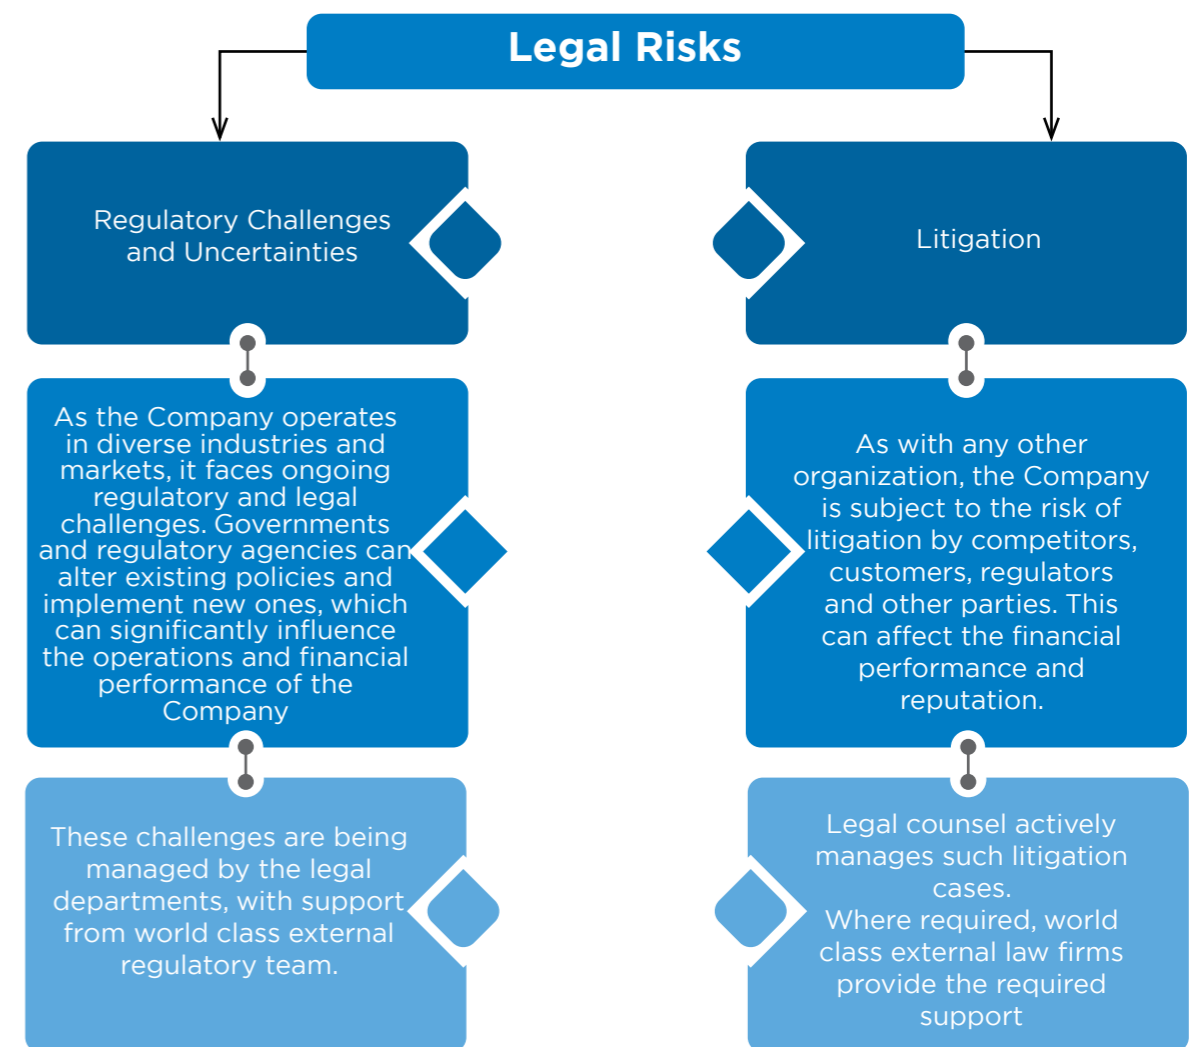 Legal Risks
Regulatory Challenges
and Uncertainties
As the Company operates
in diverse industries and
markets, it faces ongoing
regulatory and legal
challenges. Governments
and regulatory agencies can
alter existing policies and
implement new ones, which
can significantly influence
the operations and financial
performance of the
Company
These challenges are being
managed by the legal
departments, with support
from world class external
regulatory team.
Litigation
As with any other
organization, the Company
is subject to the risk of
litigation by competitors,
customers, regulators
and other parties. This
can affect the financial
performance and
reputation.
Legal counsel actively
manages such litigation
cases.
Where required, world
class external law firms
provide the required
support